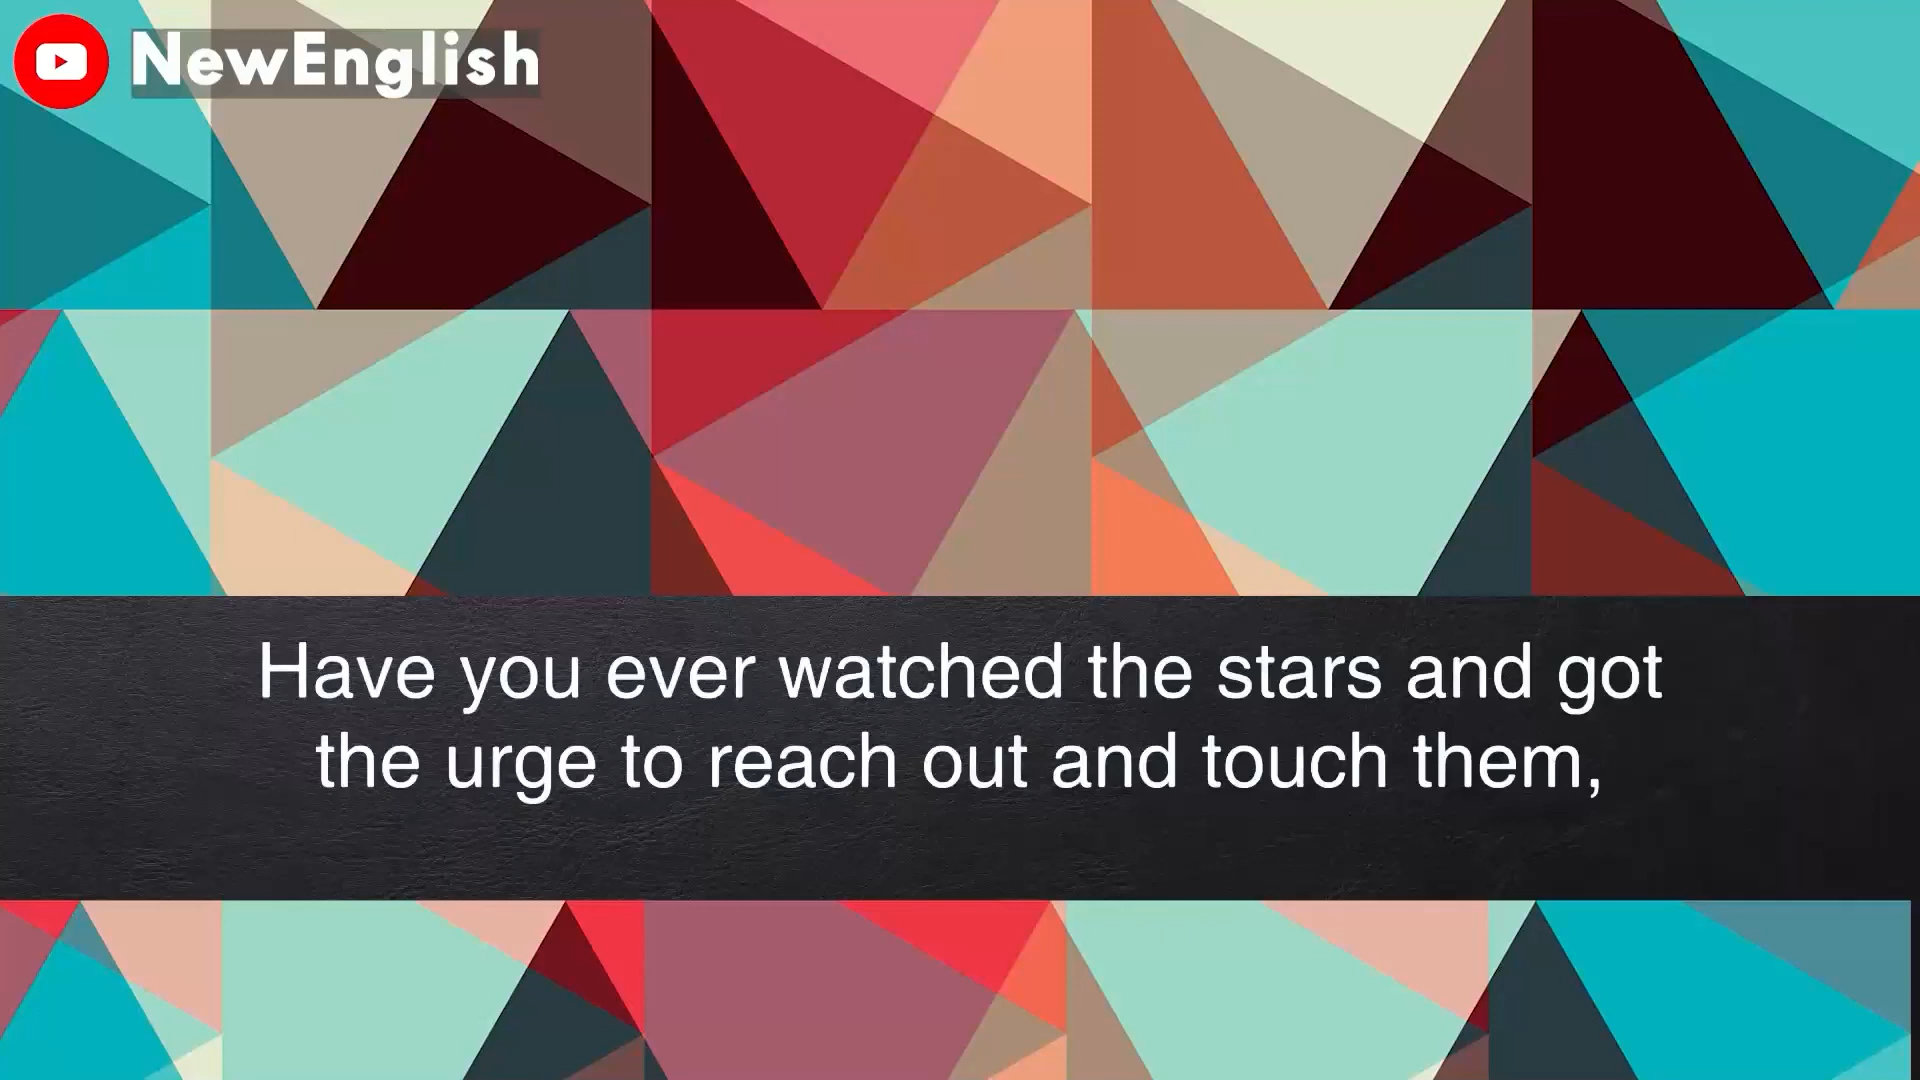 NewEnglish
Have you ever watched the stars and got
the urge to reach out and touch them,